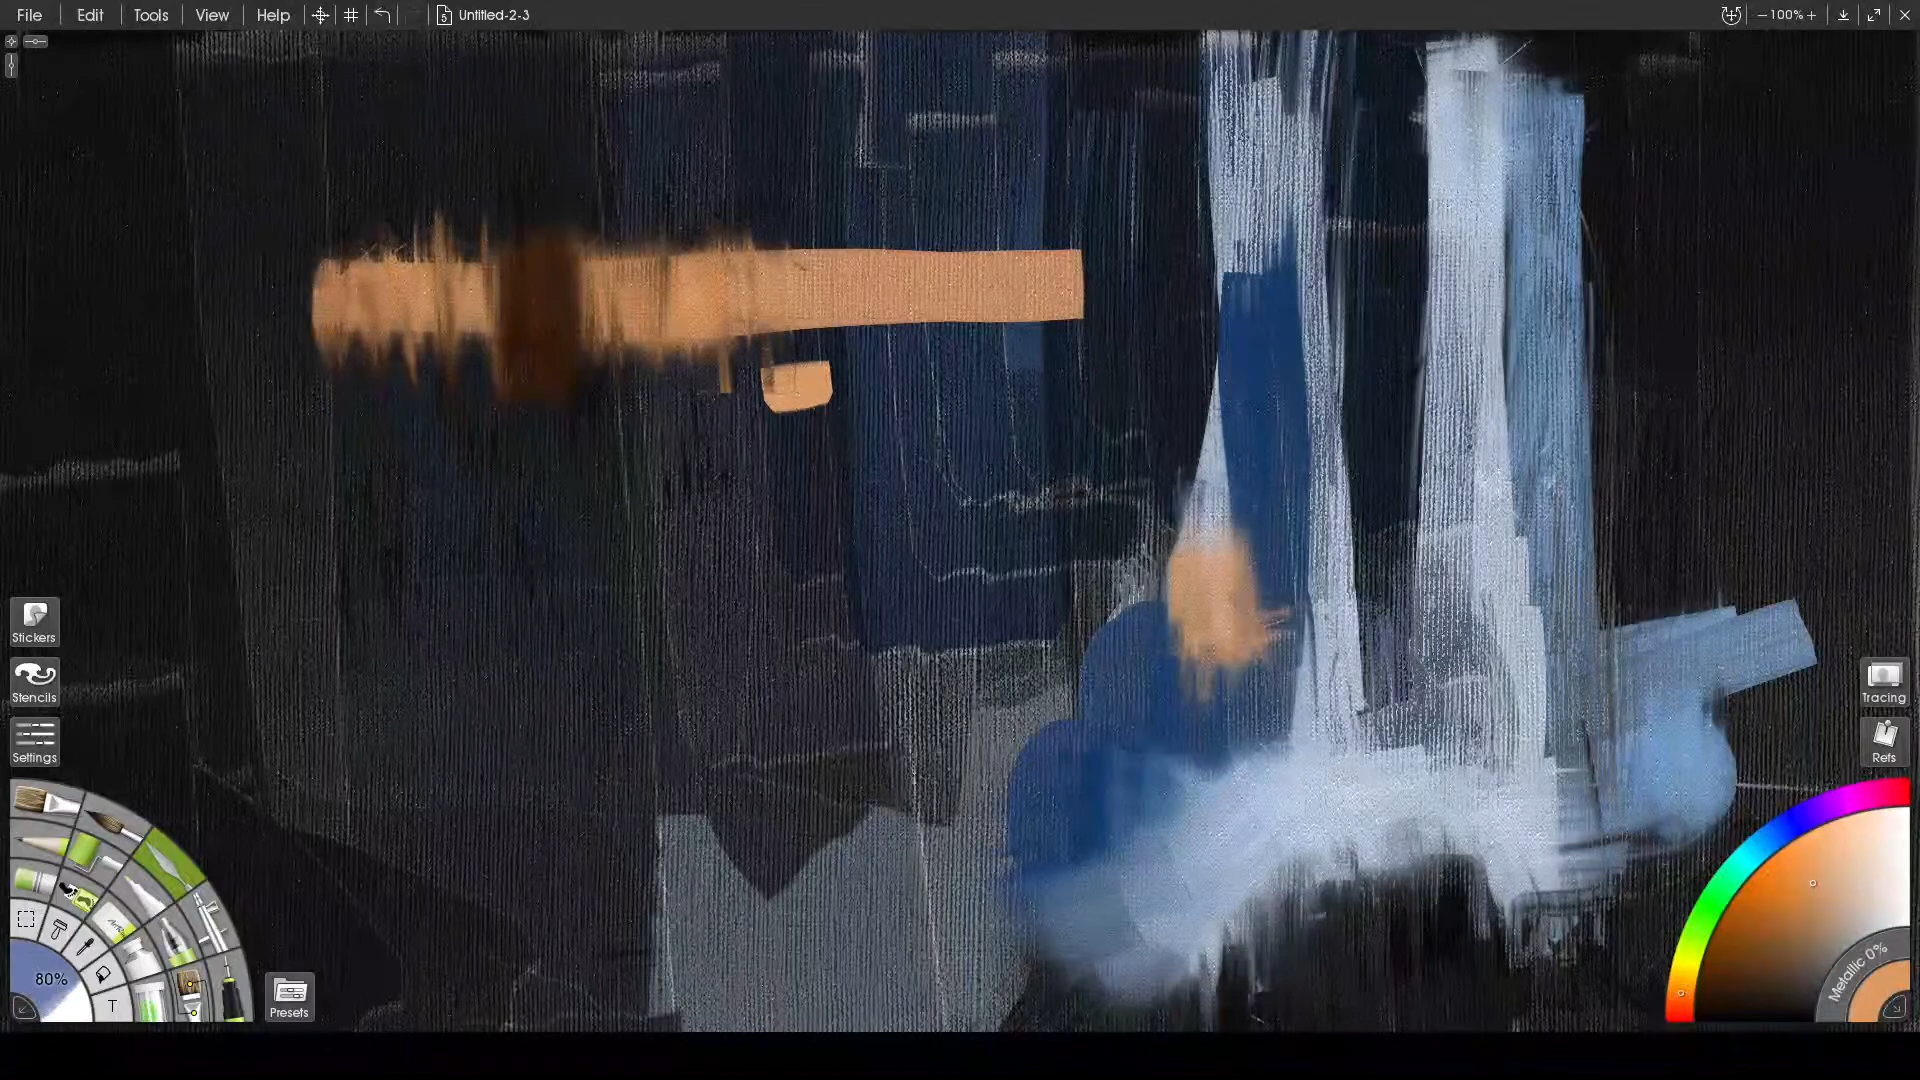 File Edit Tools View Help Untitled-2-3 100%
Stickers
Stencils
Settings
Tracing
Refs
80%
T
Presets
Metallic 0%